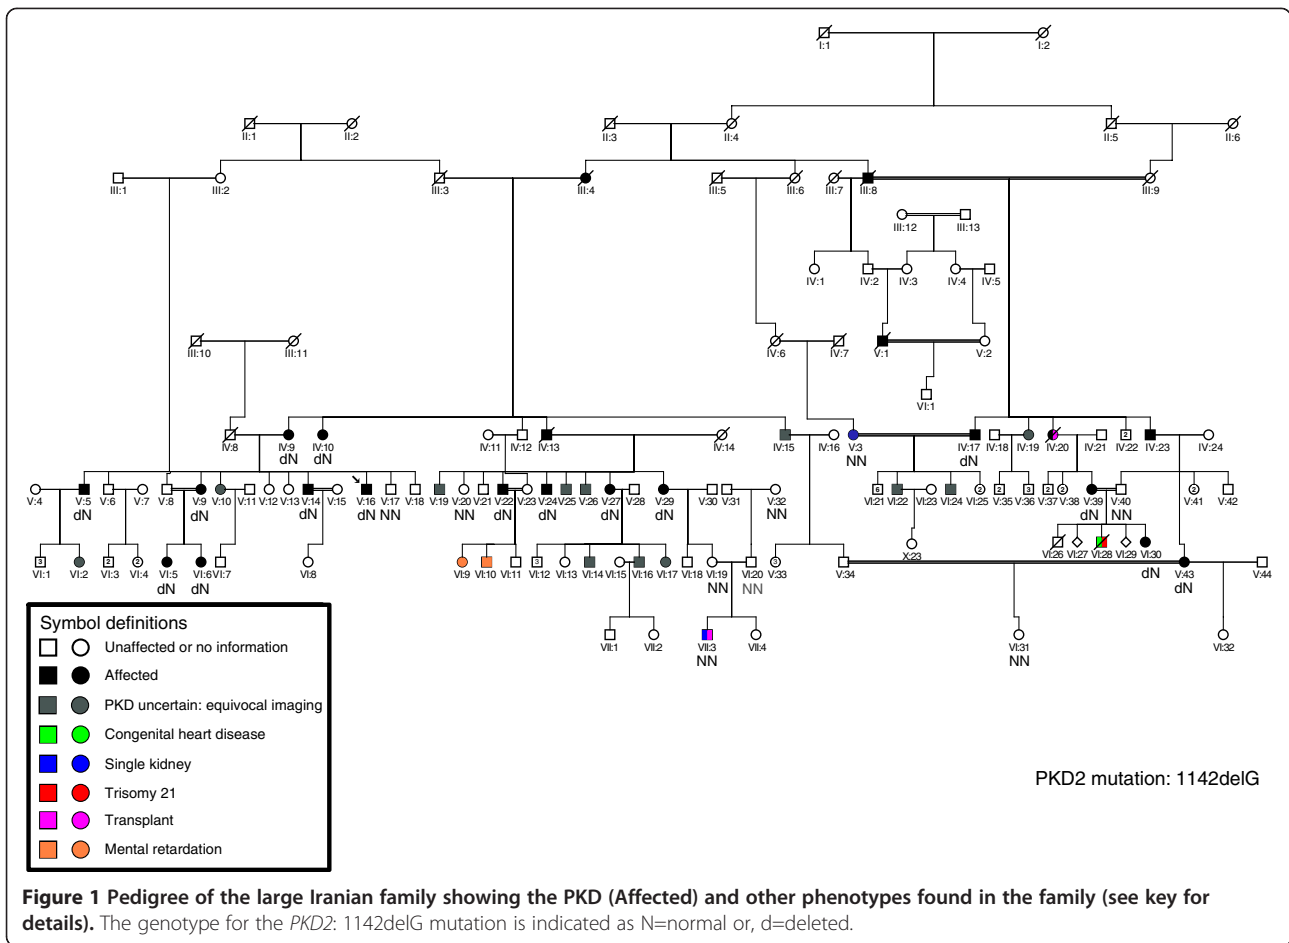 I:1 I:2
II:1 II:2 II:3 II:4 II:5 II:6
III:1 III:2 III:3 III:4 III:5 III:6 III:7 III:8 III:9
III:12 III:13
IV:1 IV:2 IV:3 IV:4 IV:5
III:10 III:11 IV:6 IV:7 V:1 V:2
VI:1
IV:8 IV:9 IV:10 IV:11 IV:12 IV:13 IV:14 IV:15 IV:16 V:3 IV:17 IV:18 IV:19 IV:20 IV:21 2 IV:22 IV:23 IV:24
dN dN NN dN
V:4 V:5 V:6 V:7 V:8 V:9 V:10 V:11 V:12 V:13 V:14 V:15 V:16 V:17 V:18 V:19 V:20 V:21 V:22 V:23 V:24 V:25 V:26 V:27 V:28 V:29 V:30 V:31 V:32 6 VI:21 VI:22 VI:23 VI:24 2 VI:25 2 V:35 3 V:36 2 V:37 2 V:38 V:39 V:40 2 V:41 V:42
dN dN dN dN NN NN dN dN dN dN NN dN NN
X:23 VI:26 VI:27 VI:28 VI:29 VI:30
dN
3 VI:1 VI:2 2 VI:3 2 VI:4 VI:5 VI:6 VI:7 VI:8 VI:9 VI:10 VI:11 3 VI:12 VI:13 VI:14 VI:15 VI:16 VI:17 VI:18 VI:19 VI:20 3 V:33 V:34 V:43 V:44
dN dN NN NN dN
VII:1 VII:2 VII:3 VII:4 VI:31 VI:32
NN NN
Symbol definitions
Unaffected or no information
Affected
PKD uncertain: equivocal imaging
Congenital heart disease
Single kidney
Trisomy 21
Transplant
Mental retardation
PKD2 mutation: 1142delG
Figure 1 Pedigree of the large Iranian family showing the PKD (Affected) and other phenotypes found in the family (see key for
details). The genotype for the PKD2: 1142delG mutation is indicated as N=normal or, d=deleted.